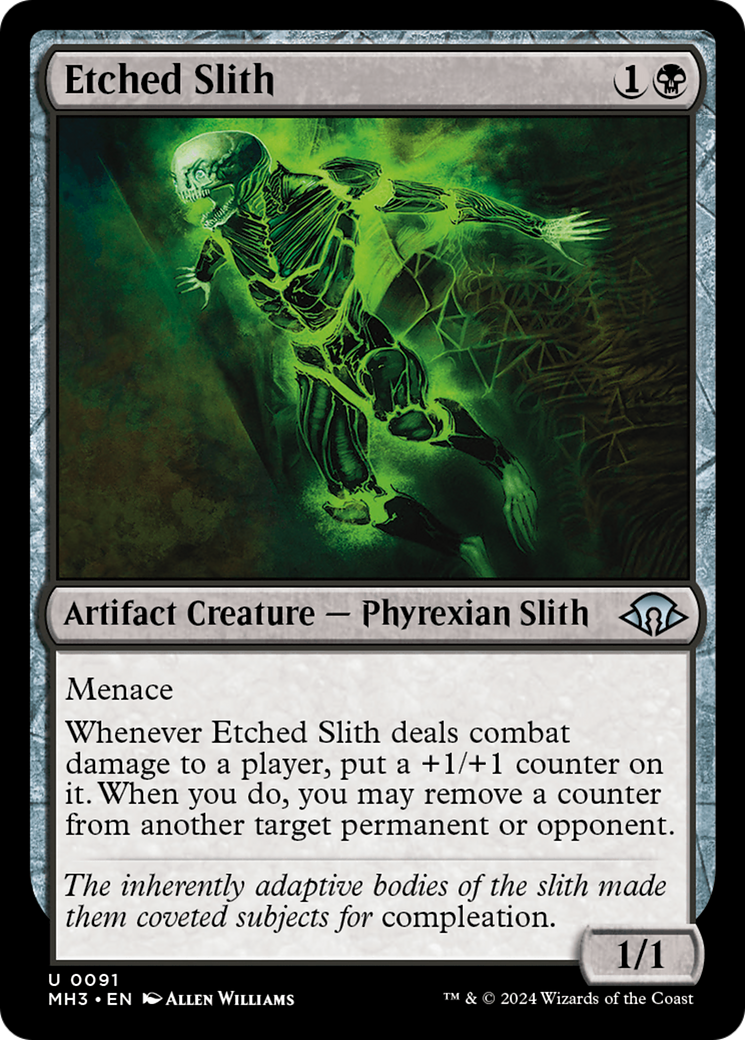 Etched Slith 1
Artifact Creature — Phyrexian Slith
Menace
Whenever Etched Slith deals combat
damage to a player, put a +1/+1 counter on
it. When you do, you may remove a counter
from another target permanent or opponent.
The inherently adaptive bodies of the slith made
them coveted subjects for compleation.
1/1
U 0091
MH3 • EN Allen Williams
™ & © 2024 Wizards of the Coast